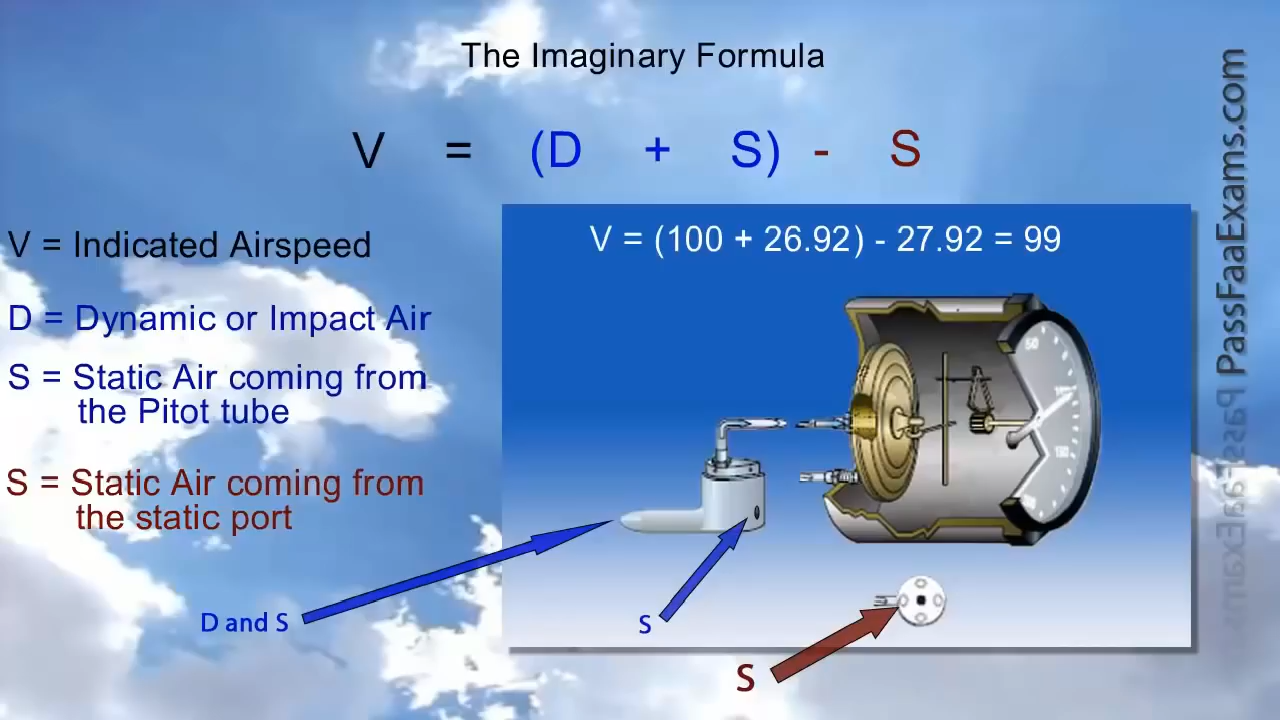 The Imaginary Formula
V = (D + S) - S
V = Indicated Airspeed
D = Dynamic or Impact Air
S = Static Air coming from
the Pitot tube
S = Static Air coming from
the static port
V = (100 + 26.92) - 27.92 = 99
50
D and S
S
S
PassFaaExams.com